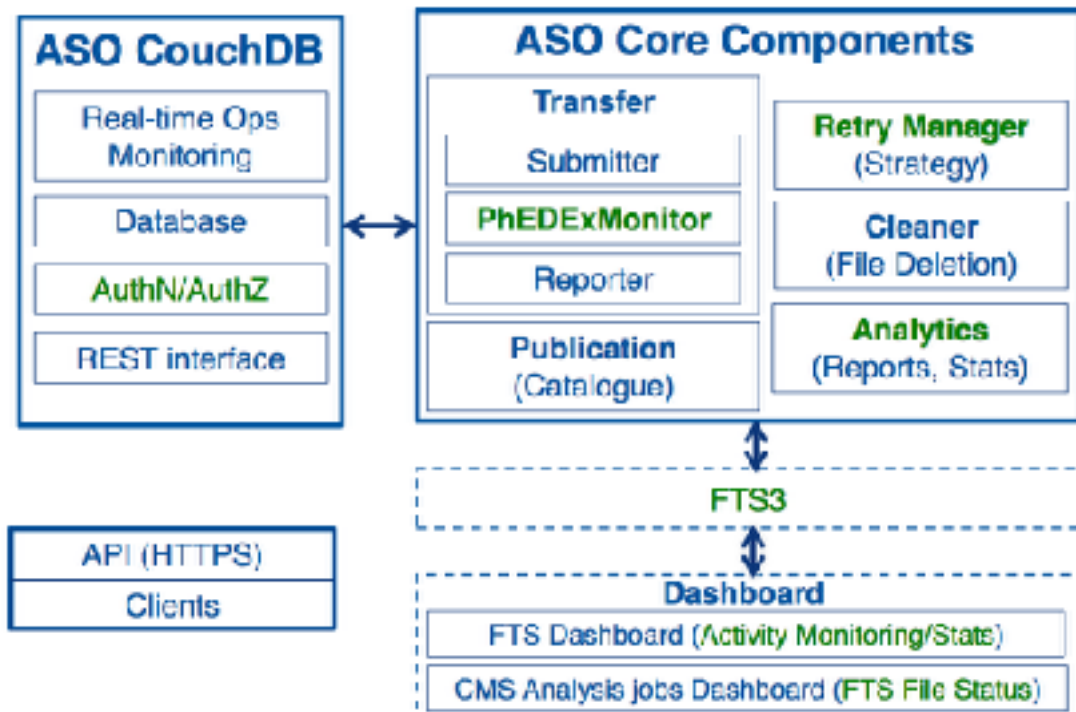 ASO CouchDB
Real-time Ops
Monitoring
Database
AuthN/AuthZ
REST interface
ASO Core Components
Transfer
Submitter
PhEDExMonitor
Reporter
Publication
(Catalogue)
Retry Manager
(Strategy)
Cleaner
(File Deletion)
Analytics
(Reports, Stats)
FTS3
API (HTTPS)
Clients
Dashboard
FTS Dashboard (Activity Monitoring/Stats)
CMS Analysis jobs Dashboard (FTS File Status)